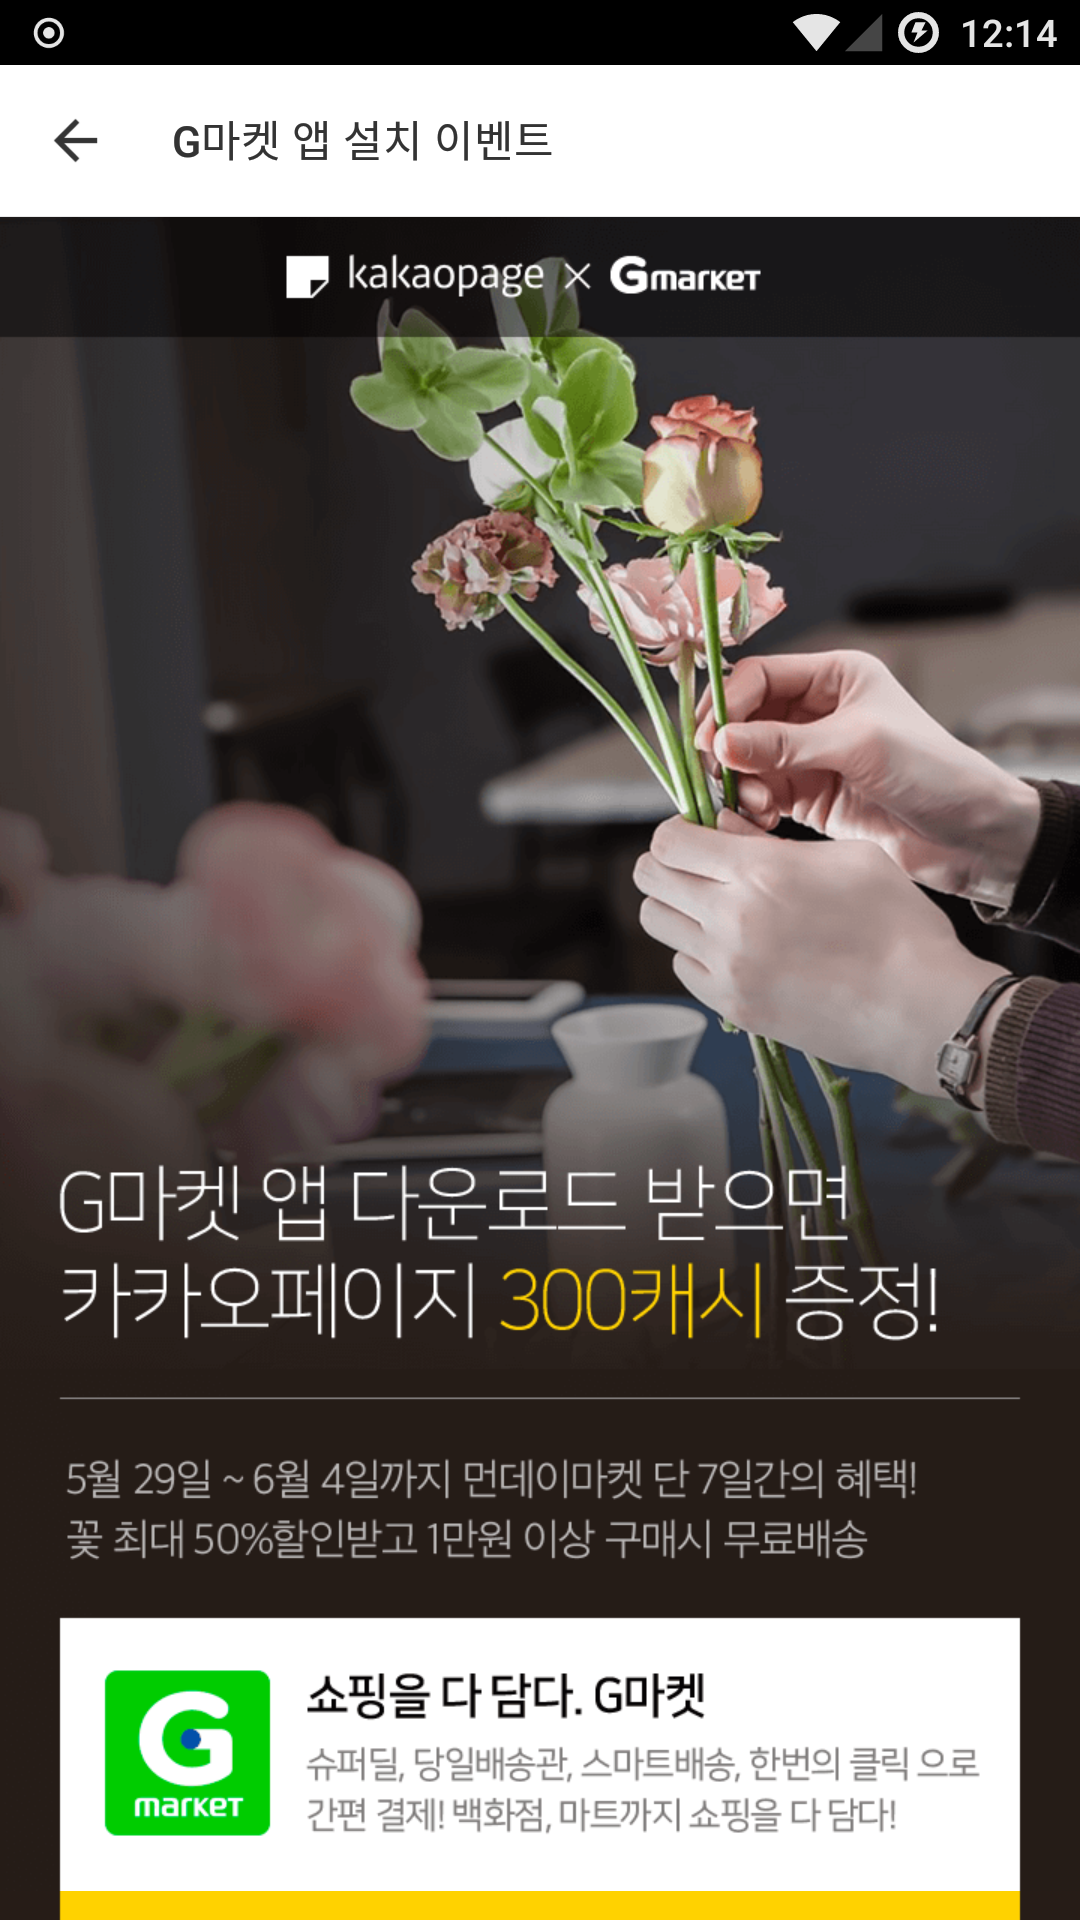 12:14
G마켓 앱 설치 이벤트
kakaopage × Gmarket
G마켓 앱 다운로드 받으면
카카오페이지 300캐시 증정!
5월 29일 ~ 6월 4일까지 먼데이마켓 단 7일간의 혜택!
꽃 최대 50%할인받고 1만원 이상 구매시 무료배송
쇼핑을 다 담다. G마켓
슈퍼딜, 당일배송관, 스마트배송, 한번의 클릭 으로
간편 결제! 백화점, 마트까지 쇼핑을 다 담다!
G
market